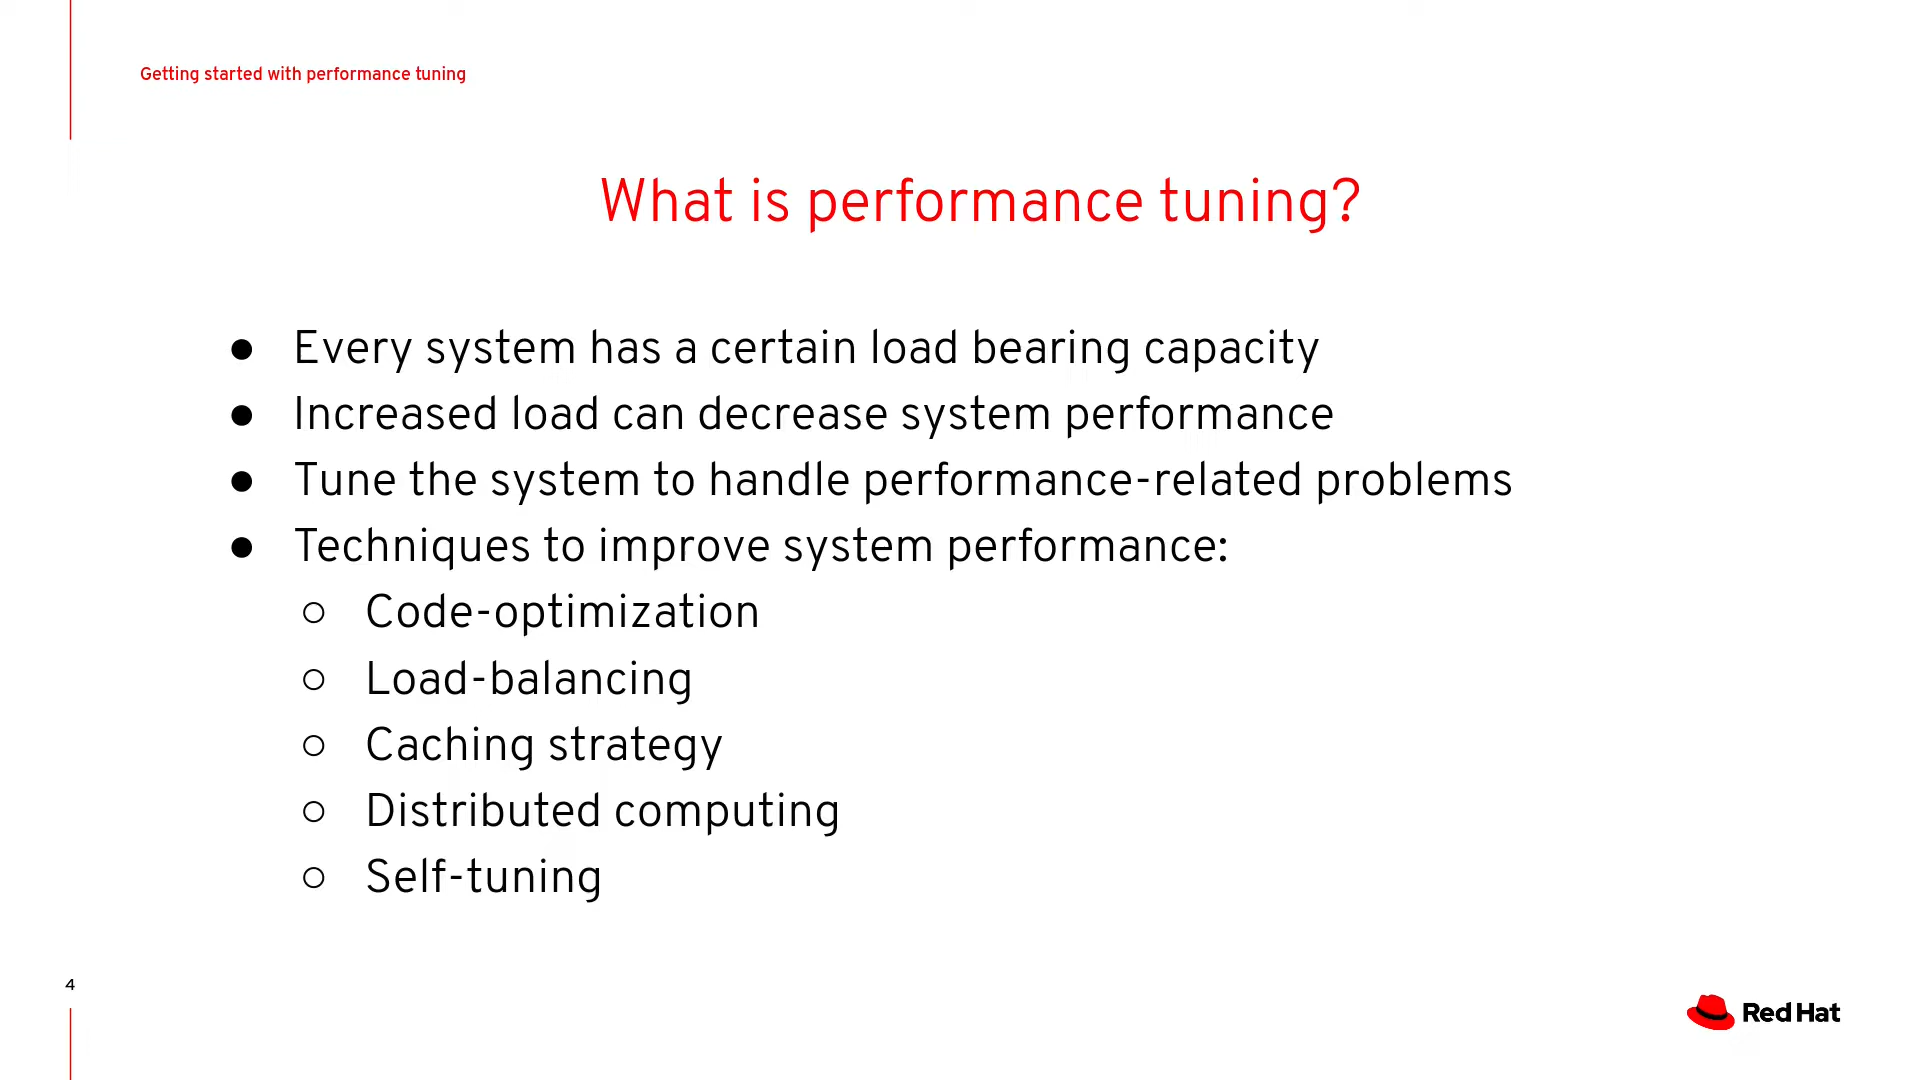 Getting started with performance tuning
What is performance tuning?
● Every system has a certain load bearing capacity
● Increased load can decrease system performance
● Tune the system to handle performance-related problems
● Techniques to improve system performance:
○ Code-optimization
○ Load-balancing
○ Caching strategy
○ Distributed computing
○ Self-tuning
4
Red Hat